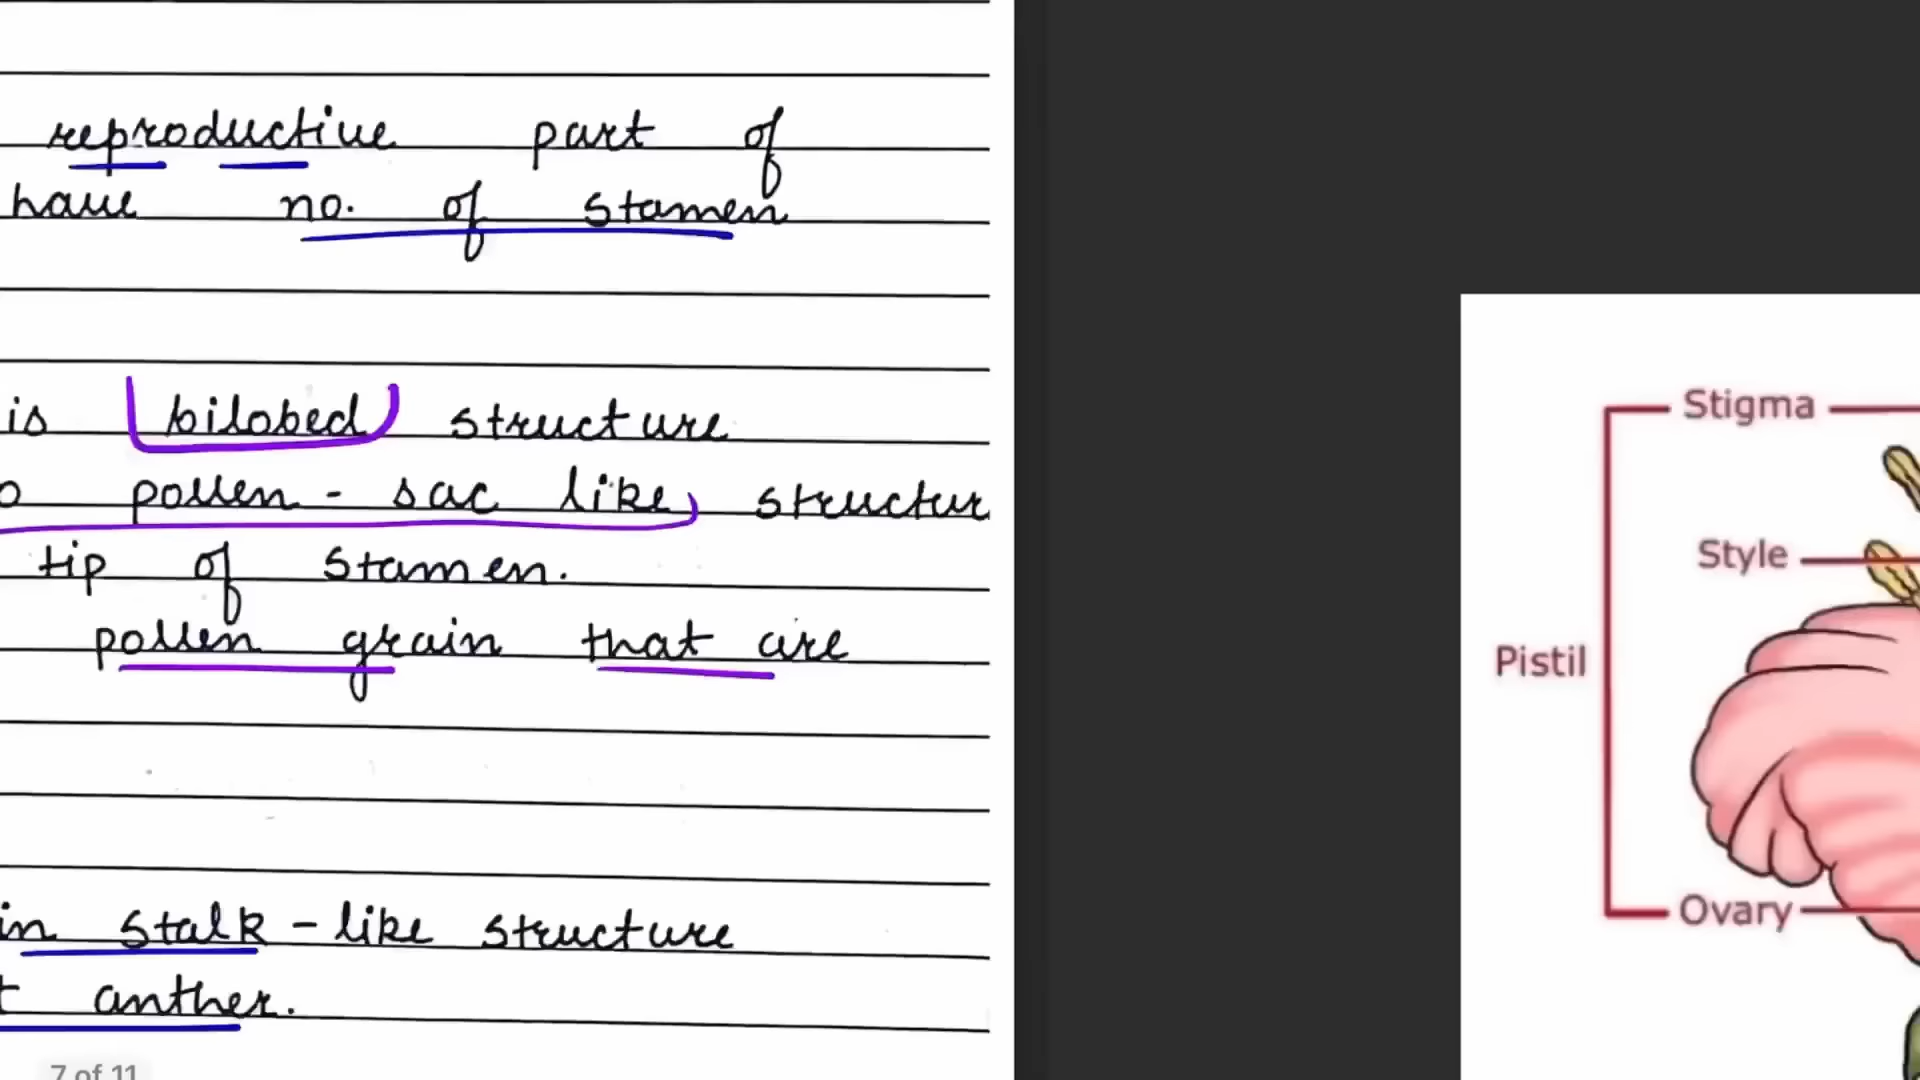 reproductive part of
have no. of stamen
is bilobed structure
pollen - sac like structur
tip of stamen.
pollen grain that are
stalk - like structure
anther.
7 of 11
Stigma
Style
Pistil
Ovary